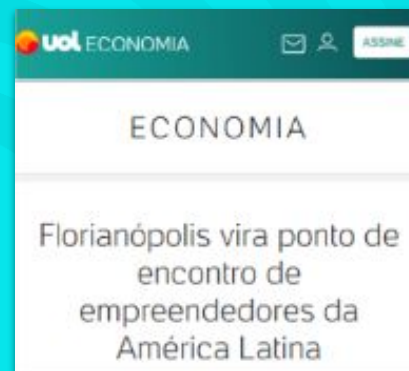 uol ECONOMIA ASSINE
ECONOMIA
Florianópolis vira ponto de
encontro de
empreendedores da
América Latina